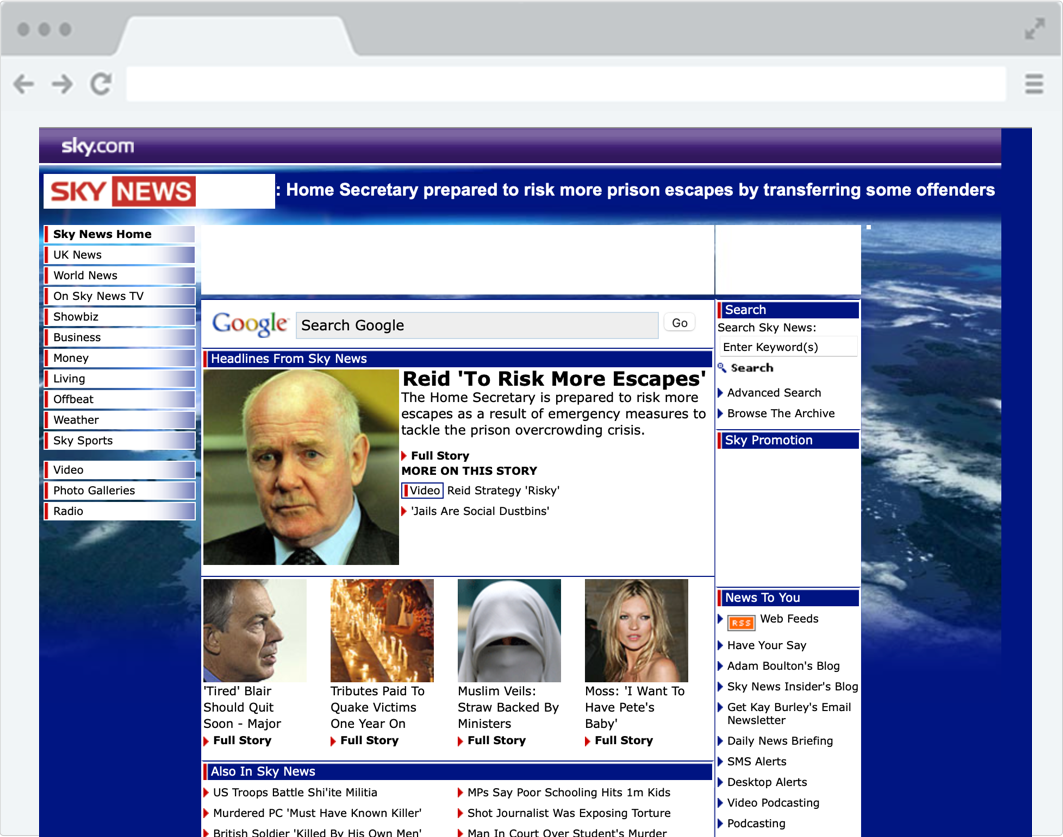 sky.com
SKY NEWS
: Home Secretary prepared to risk more prison escapes by transferring some offenders
Sky News Home
UK News
World News
On Sky News TV
Showbiz
Business
Money
Living
Offbeat
Weather
Sky Sports
Video
Photo Galleries
Radio
Google
Search Google
Go
Headlines From Sky News
Reid 'To Risk More Escapes'
The Home Secretary is prepared to risk more
escapes as a result of emergency measures to
tackle the prison overcrowding crisis.
Full Story
MORE ON THIS STORY
Video Reid Strategy 'Risky'
'Jails Are Social Dustbins'
'Tired' Blair
Should Quit
Soon - Major
Full Story
Tributes Paid To
Quake Victims
One Year On
Full Story
Muslim Veils:
Straw Backed By
Ministers
Full Story
Moss: 'I Want To
Have Pete's
Baby'
Full Story
Also In Sky News
US Troops Battle Shi'ite Militia
Murdered PC 'Must Have Known Killer'
British Soldier 'Killed By His Own Men'
MPs Say Poor Schooling Hits 1m Kids
Shot Journalist Was Exposing Torture
Man In Court Over Student's Murder
Search
Search Sky News:
Enter Keyword(s)
Search
Advanced Search
Browse The Archive
Sky Promotion
News To You
RSS Web Feeds
Have Your Say
Adam Boulton's Blog
Sky News Insider's Blog
Get Kay Burley's Email
Newsletter
Daily News Briefing
SMS Alerts
Desktop Alerts
Video Podcasting
Podcasting